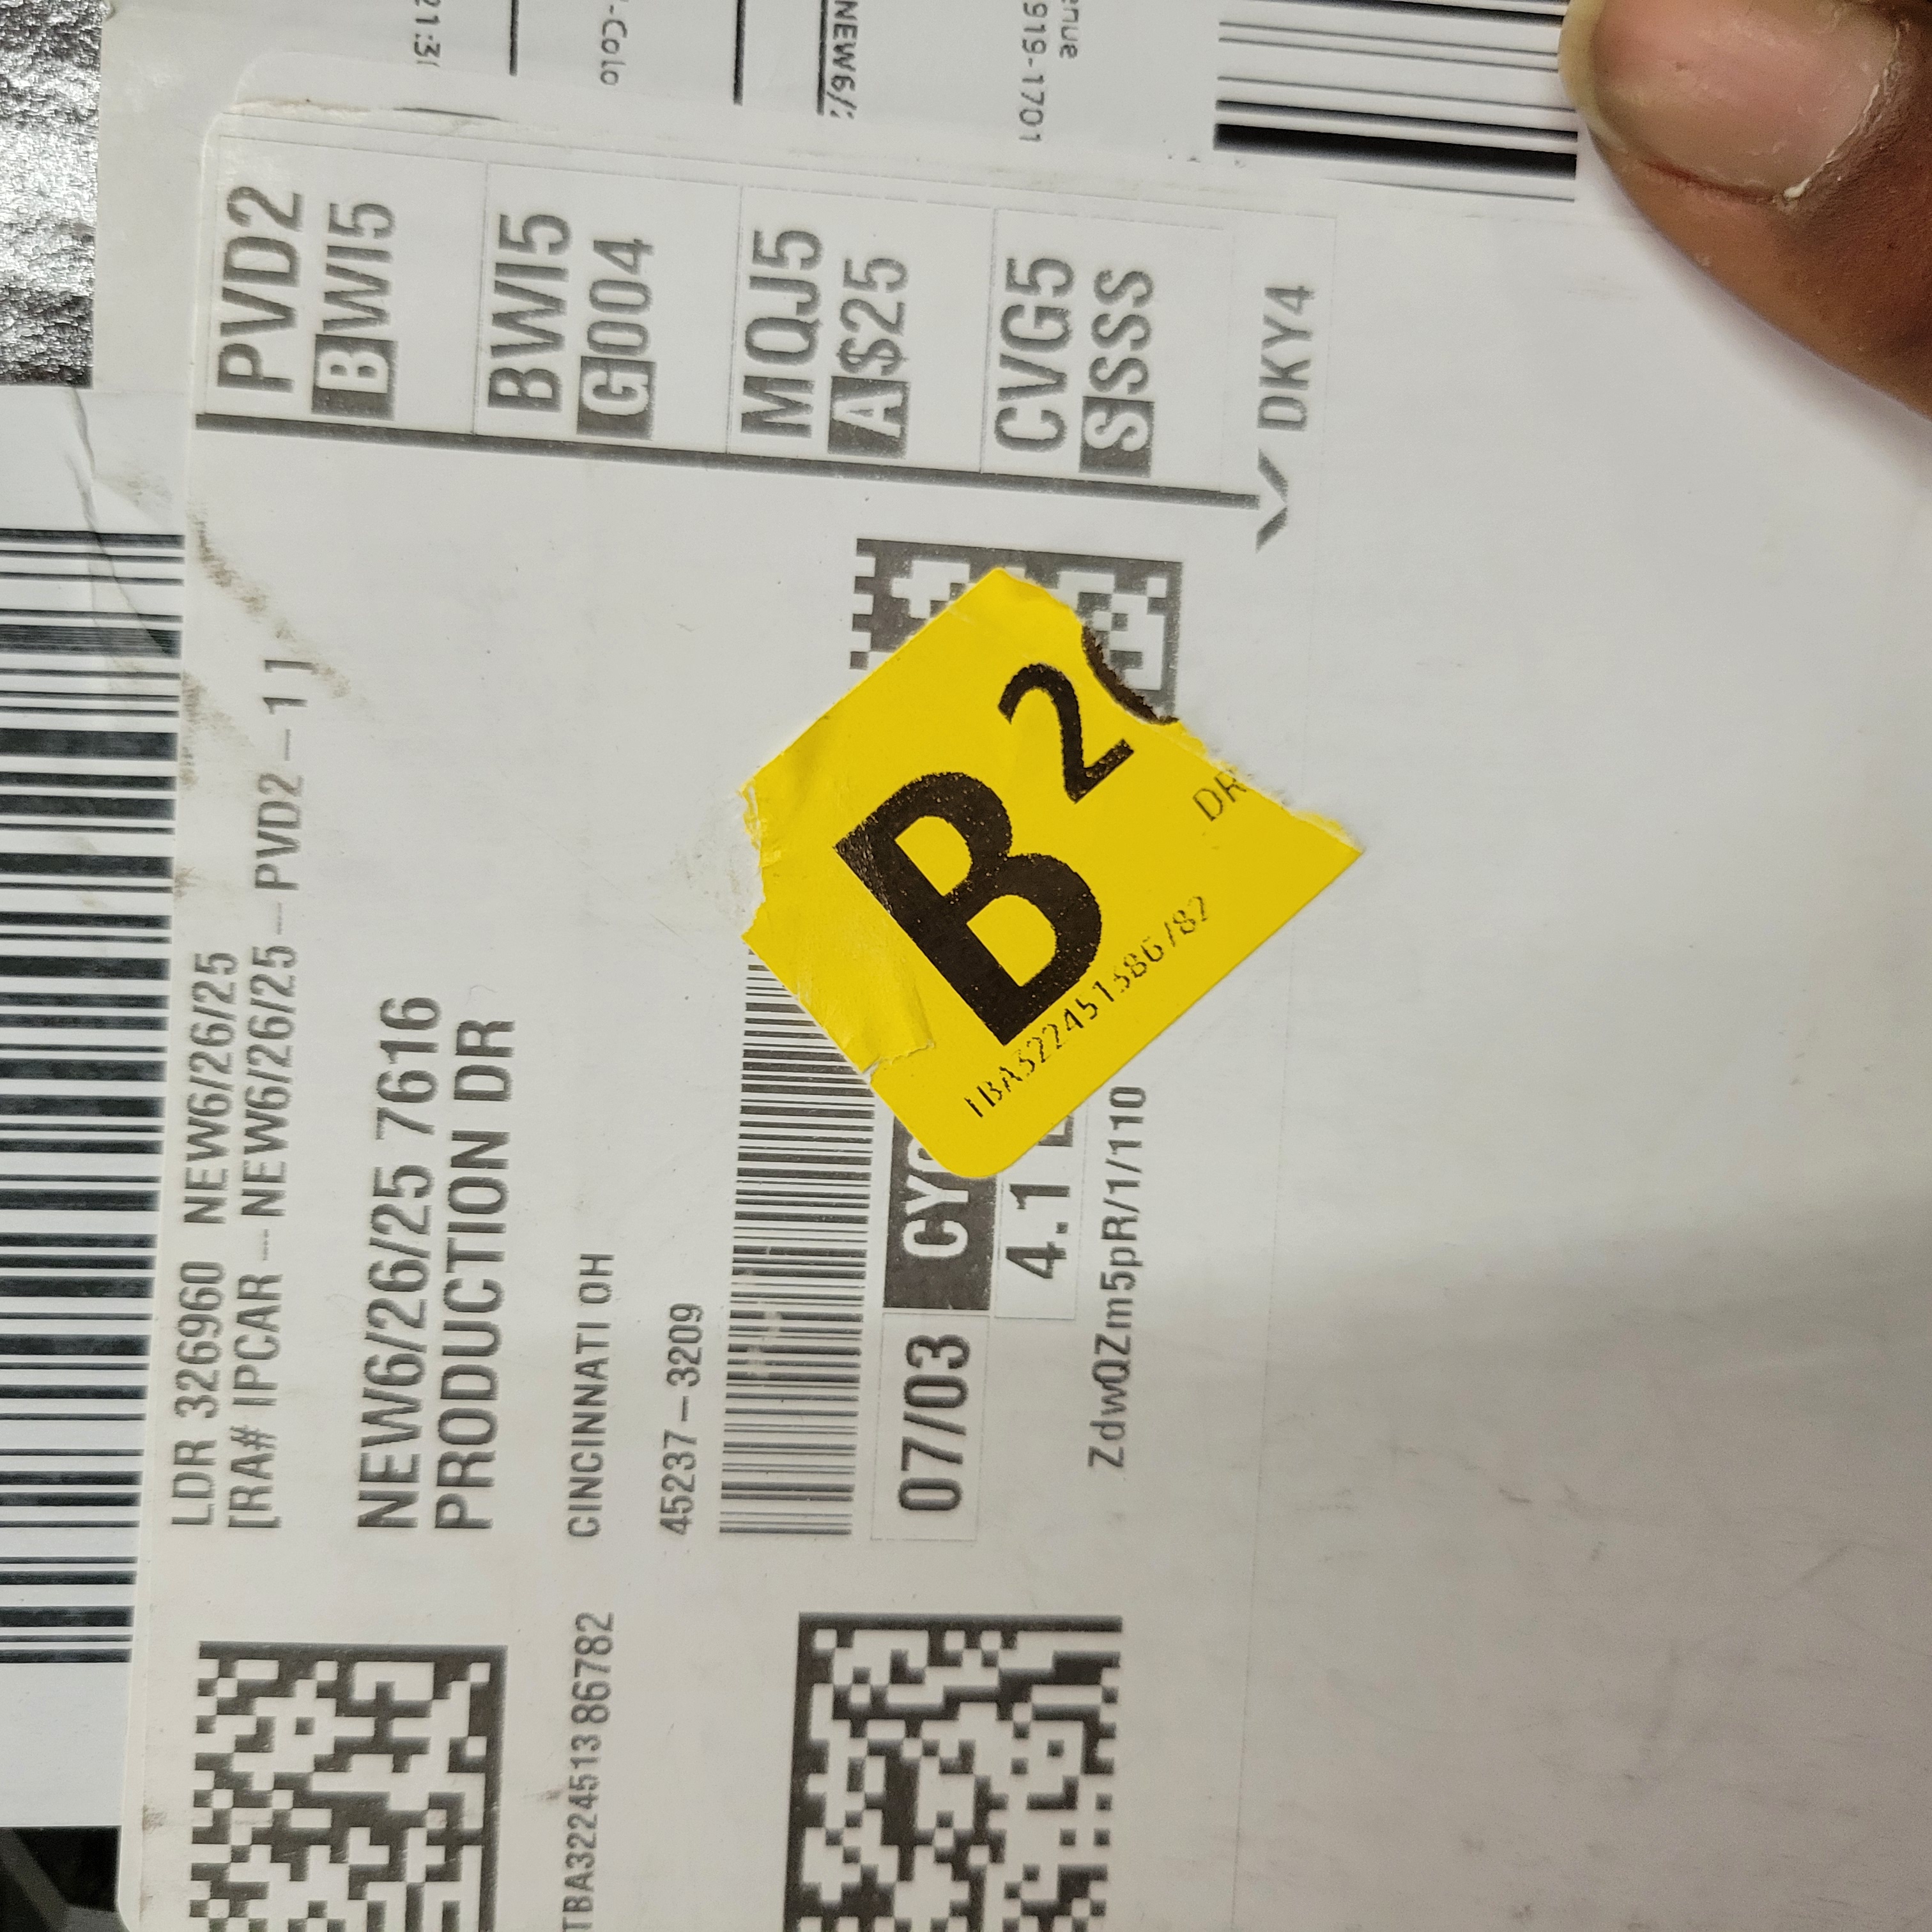 LDR 326960 NEW6/26/25
[RA# IPCAR -- NEW6/26/25 -- PVD2 - 1 ]
NEW6/26/25 7616
PRODUCTION DR
CINCINNATI OH
45237-3209
07/03
4.1
ZdwQZm5pR/1/110
TBA322451386782
PVD2
BWI5
BWI5
G004
MQJ5
A$25
CVG5
SSSS
DKY4
B2
TBA322451386782
919-1701